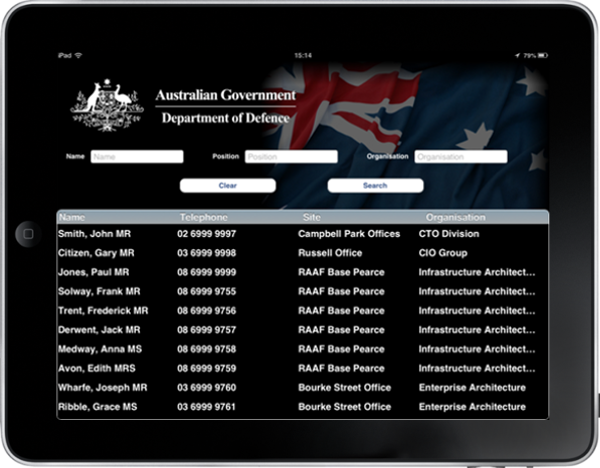 iPad 15:14 79%
Australian Government
Department of Defence
Name Name Position Position Organisation Organisation
Clear Search
Name Telephone Site Organisation
Smith, John MR 02 6999 9997 Campbell Park Offices CTO Division
Citizen, Gary MR 03 6999 9998 Russell Office CIO Group
Jones, Paul MR 08 6999 9999 RAAF Base Pearce Infrastructure Architect...
Solway, Frank MR 08 6999 9755 RAAF Base Pearce Infrastructure Architect...
Trent, Frederick MR 08 6999 9756 RAAF Base Pearce Infrastructure Architect...
Derwent, Jack MR 08 6999 9757 RAAF Base Pearce Infrastructure Architect...
Medway, Anna MS 08 6999 9758 RAAF Base Pearce Infrastructure Architect...
Avon, Edith MRS 08 6999 9759 RAAF Base Pearce Infrastructure Architect...
Wharfe, Joseph MR 03 6999 9760 Bourke Street Office Enterprise Architecture
Ribble, Grace MS 03 6999 9761 Bourke Street Office Enterprise Architecture